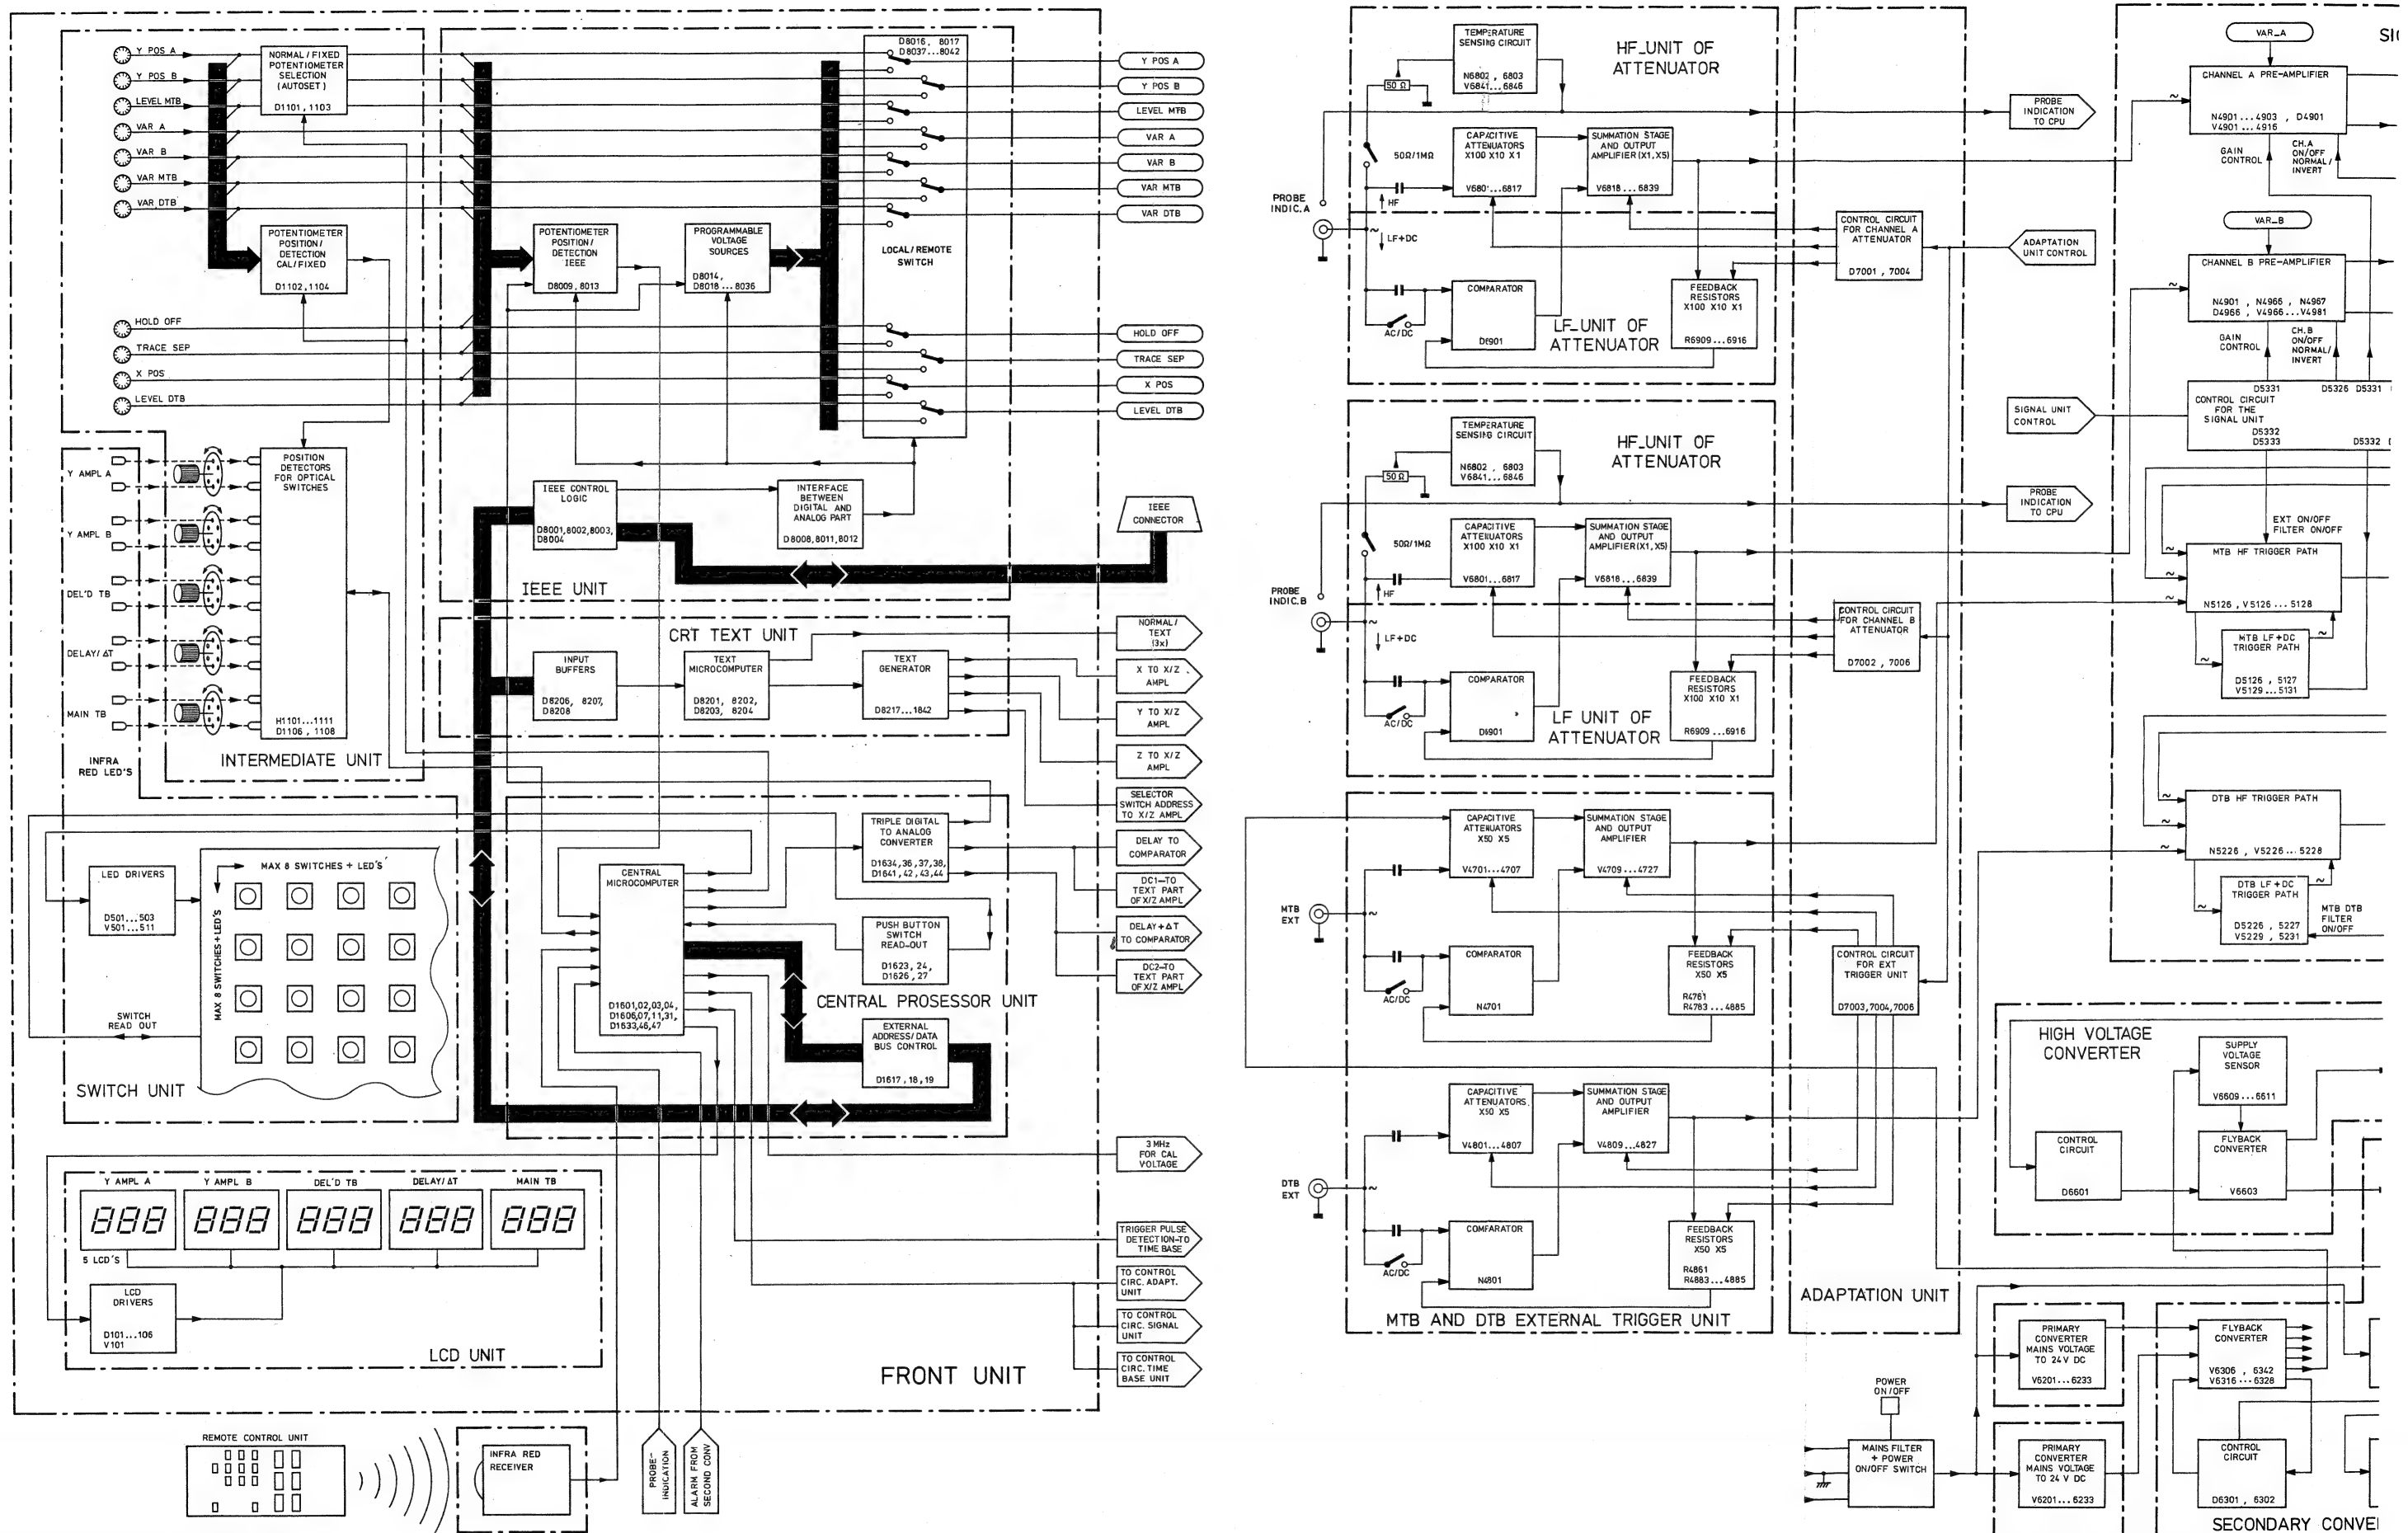 Y POS A
Y POS B
LEVEL MTB
VAR A
VAR B
VAR MTB
VAR DTB
HOLD OFF
TRACE SEP
X POS
LEVEL DTB
NORMAL/FIXED
POTENTIOMETER
SELECTION
(AUTOSET)
D1101,1103
POTENTIOMETER
POSITION/
DETECTION
CAL/FIXED
D1102,1104
Y AMPL A
Y AMPL B
DEL'D TB
DELAY/ΔT
MAIN TB
POSITION
DETECTORS
FOR OPTICAL
SWITCHES
H1101...1111
D1106,1108
INFRA
RED LED'S
INTERMEDIATE UNIT
POTENTIOMETER
POSITION/
DETECTION
IEEE
D8009,8013
PROGRAMMABLE
VOLTAGE
SOURCES
D8014,
D8018...8036
D8016, 8017
D8037...8042
LOCAL/REMOTE
SWITCH
IEEE CONTROL
LOGIC
D8001,8002,8003,
D8004
INTERFACE
BETWEEN
DIGITAL AND
ANALOG PART
D8008,8011,8012
IEEE UNIT
Y POS A
Y POS B
LEVEL MTB
VAR A
VAR B
VAR MTB
VAR DTB
HOLD OFF
TRACE SEP
X POS
LEVEL DTB
IEEE
CONNECTOR
CRT TEXT UNIT
INPUT
BUFFERS
D8206, 8207,
D8208
TEXT
MICROCOMPUTER
D8201, 8202,
D8203, 8204
TEXT
GENERATOR
D8217...1842
NORMAL/
TEXT
(3x)
X TO X/Z
AMPL
Y TO X/Z
AMPL
Z TO X/Z
AMPL
SELECTOR
SWITCH ADDRESS
TO X/Z AMPL
DELAY TO
COMPARATOR
DC1-TO
TEXT PART
OF X/Z AMPL
DELAY+ΔT
TO COMPARATOR
DC2-TO
TEXT PART
OF X/Z AMPL
LED DRIVERS
D501...503
V501...511
MAX 8 SWITCHES + LED'S
MAX 8 SWITCHES+LED'S
SWITCH
READ OUT
SWITCH UNIT
CENTRAL
MICROCOMPUTER
D1601,02,03,04,
D1606,07,11,31,
D1633,46,47
TRIPLE DIGITAL
TO ANALOG
CONVERTER
D1634,36,37,38,
D1641,42,43,44
PUSH BUTTON
SWITCH
READ-OUT
D1623, 24,
D1626, 27
CENTRAL PROSESSOR UNIT
EXTERNAL
ADDRESS/DATA
BUS CONTROL
D1617, 18, 19
3 MHz
FOR CAL
VOLTAGE
TRIGGER PULSE
DETECTION-TO
TIME BASE
TO CONTROL
CIRC. ADAPT.
UNIT
TO CONTROL
CIRC. SIGNAL
UNIT
TO CONTROL
CIRC. TIME
BASE UNIT
Y AMPL A
Y AMPL B
DEL'D TB
DELAY/ΔT
MAIN TB
888
888
888
888
888
5 LCD'S
LCD
DRIVERS
D101...106
V101
LCD UNIT
FRONT UNIT
REMOTE CONTROL UNIT
INFRA RED
RECEIVER
PROBE-
INDICATION
ALARM FROM
SECOND CONV
TEMPERATURE
SENSING CIRCUIT
N6802, 6803
V6841...6846
50 Ω
HF_UNIT OF
ATTENUATOR
CAPACITIVE
ATTENUATORS
X100 X10 X1
V6801...6817
SUMMATION STAGE
AND OUTPUT
AMPLIFIER(X1,X5)
V6818...6839
50Ω/1MΩ
PROBE
INDIC.A
HF
LF+DC
COMPARATOR
D6901
AC/DC
LF_UNIT OF
ATTENUATOR
FEEDBACK
RESISTORS
X100 X10 X1
R6909...6916
CONTROL CIRCUIT
FOR CHANNEL A
ATTENUATOR
D7001, 7004
PROBE
INDICATION
TO CPU
ADAPTATION
UNIT CONTROL
TEMPERATURE
SENSING CIRCUIT
N6802, 6803
V6841...6846
50 Ω
HF_UNIT OF
ATTENUATOR
CAPACITIVE
ATTENUATORS
X100 X10 X1
V6801...6817
SUMMATION STAGE
AND OUTPUT
AMPLIFIER(X1,X5)
V6818...6839
50Ω/1MΩ
PROBE
INDIC.B
HF
LF+DC
COMPARATOR
D6901
AC/DC
LF UNIT OF
ATTENUATOR
FEEDBACK
RESISTORS
X100 X10 X1
R6909...6916
CONTROL CIRCUIT
FOR CHANNEL B
ATTENUATOR
D7002, 7006
PROBE
INDICATION
TO CPU
SIGNAL UNIT
CONTROL
CAPACITIVE
ATTENUATORS
X50 X5
V4701...4707
SUMMATION STAGE
AND OUTPUT
AMPLIFIER
V4709...4727
MTB
EXT
COMPARATOR
N4701
AC/DC
FEEDBACK
RESISTORS
X50 X5
R4761
R4783...4885
CONTROL CIRCUIT
FOR EXT
TRIGGER UNIT
D7003,7004,7006
CAPACITIVE
ATTENUATORS
X50 X5
V4801...4807
SUMMATION STAGE
AND OUTPUT
AMPLIFIER
V4809...4827
DTB
EXT
COMPARATOR
N4801
AC/DC
FEEDBACK
RESISTORS
X50 X5
R4861
R4883...4885
MTB AND DTB EXTERNAL TRIGGER UNIT
ADAPTATION UNIT
VAR_A
CHANNEL A PRE-AMPLIFIER
N4901...4903, D4901
V4901...4916
GAIN
CONTROL
CH.A
ON/OFF
NORMAL/
INVERT
VAR_B
CHANNEL B PRE-AMPLIFIER
N4901, N4966, N4967
D4966, V4966...V4981
GAIN
CONTROL
CH.B
ON/OFF
NORMAL/
INVERT
D5331
D5326
D5331
CONTROL CIRCUIT
FOR THE
SIGNAL UNIT
D5332
D5333
D5332
EXT ON/OFF
FILTER ON/OFF
MTB HF TRIGGER PATH
N5126, V5126...5128
MTB LF+DC
TRIGGER PATH
D5126, 5127
V5129...5131
DTB HF TRIGGER PATH
N5226, V5226...5228
DTB LF+DC
TRIGGER PATH
D5226, 5227
V5229, 5231
MTB DTB
FILTER
ON/OFF
HIGH VOLTAGE
CONVERTER
SUPPLY
VOLTAGE
SENSOR
V6609...6611
CONTROL
CIRCUIT
D6601
FLYBACK
CONVERTER
V6603
PRIMARY
CONVERTER
MAINS VOLTAGE
TO 24V DC
V6201...6233
FLYBACK
CONVERTER
V6306, 6342
V6316...6328
POWER
ON/OFF
MAINS FILTER
+ POWER
ON/OFF SWITCH
PRIMARY
CONVERTER
MAINS VOLTAGE
TO 24 V DC
V6201...6233
CONTROL
CIRCUIT
D6301, 6302